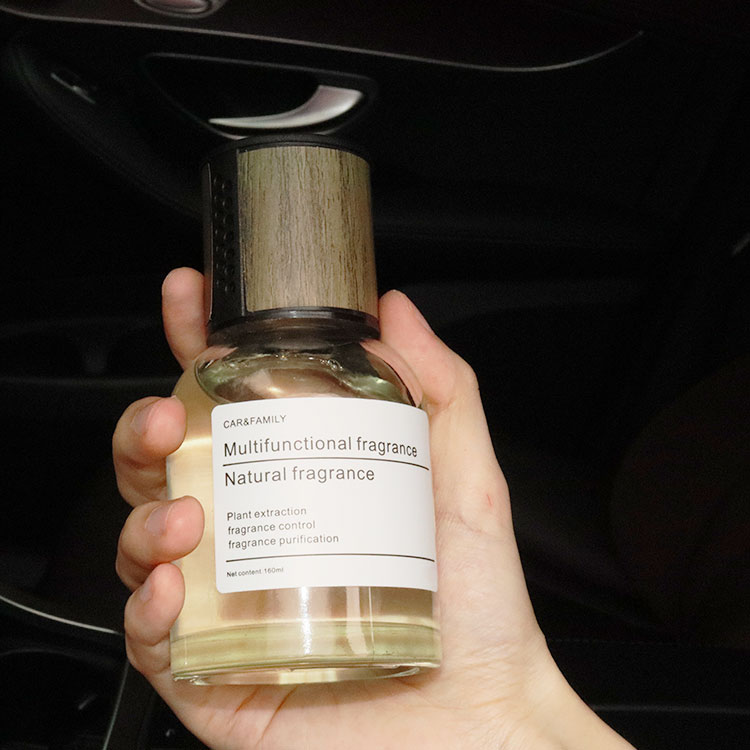 CAR&FAMILY
Multifunctional fragrance
Natural fragrance
Plant extraction
fragrance control
fragrance purification
Net content 160ml